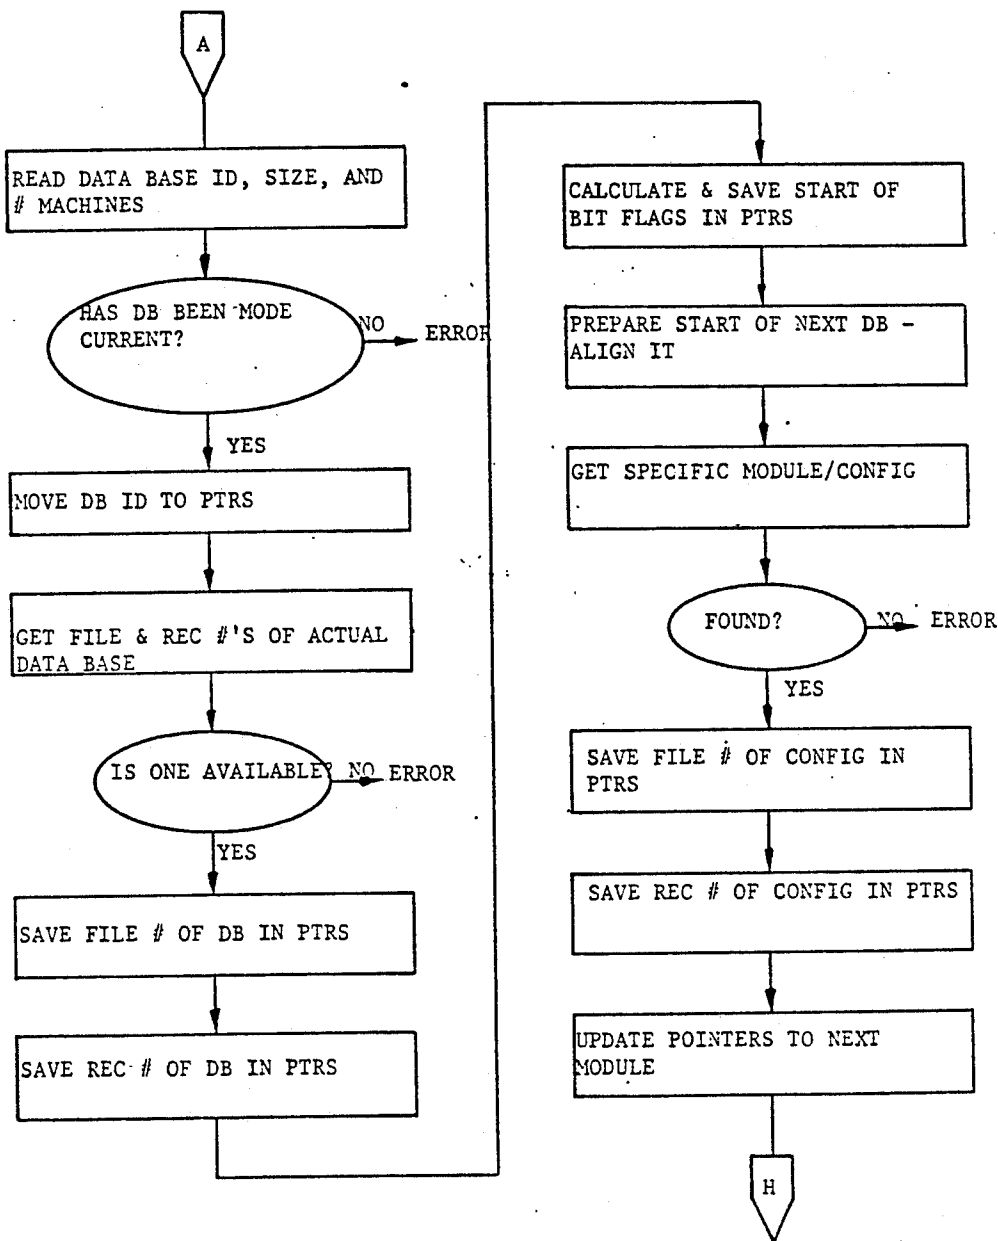 A
READ DATA BASE ID, SIZE, AND
# MACHINES
HAS DB BEEN MODE
CURRENT?
NO
ERROR
YES
MOVE DB ID TO PTRS
GET FILE & REC #'S OF ACTUAL
DATA BASE
IS ONE AVAILABLE?
NO
ERROR
YES
SAVE FILE # OF DB IN PTRS
SAVE REC # OF DB IN PTRS
CALCULATE & SAVE START OF
BIT FLAGS IN PTRS
PREPARE START OF NEXT DB -
ALIGN IT
GET SPECIFIC MODULE/CONFIG
FOUND?
NO
ERROR
YES
SAVE FILE # OF CONFIG IN
PTRS
SAVE REC # OF CONFIG IN PTRS
UPDATE POINTERS TO NEXT
MODULE
H